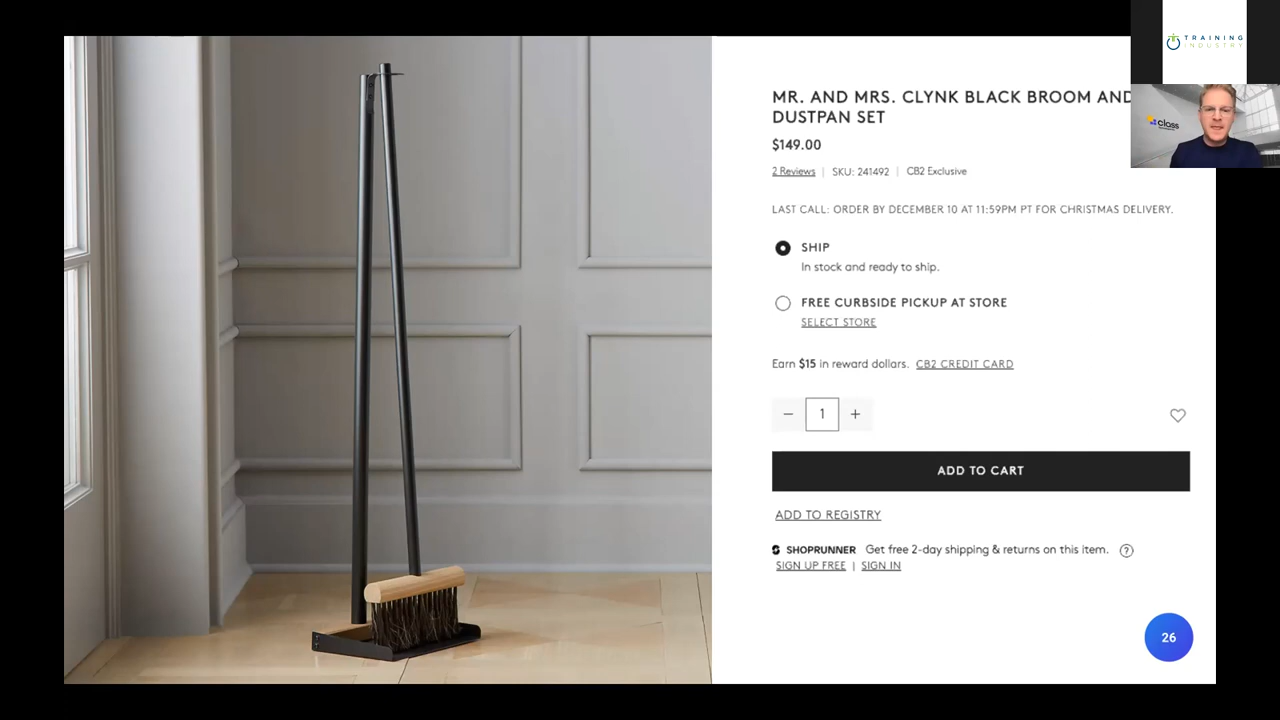 TRAINING
INDUSTRY
class
MR. AND MRS. CLYNK BLACK BROOM AND
DUSTPAN SET
$149.00
2 Reviews | SKU: 241492 | CB2 Exclusive
LAST CALL: ORDER BY DECEMBER 10 AT 11:59PM PT FOR CHRISTMAS DELIVERY.
SHIP
In stock and ready to ship.
FREE CURBSIDE PICKUP AT STORE
SELECT STORE
Earn $15 in reward dollars. CB2 CREDIT CARD
− 1 +
ADD TO CART
ADD TO REGISTRY
SHOPRUNNER Get free 2-day shipping & returns on this item. ?
SIGN UP FREE | SIGN IN
26